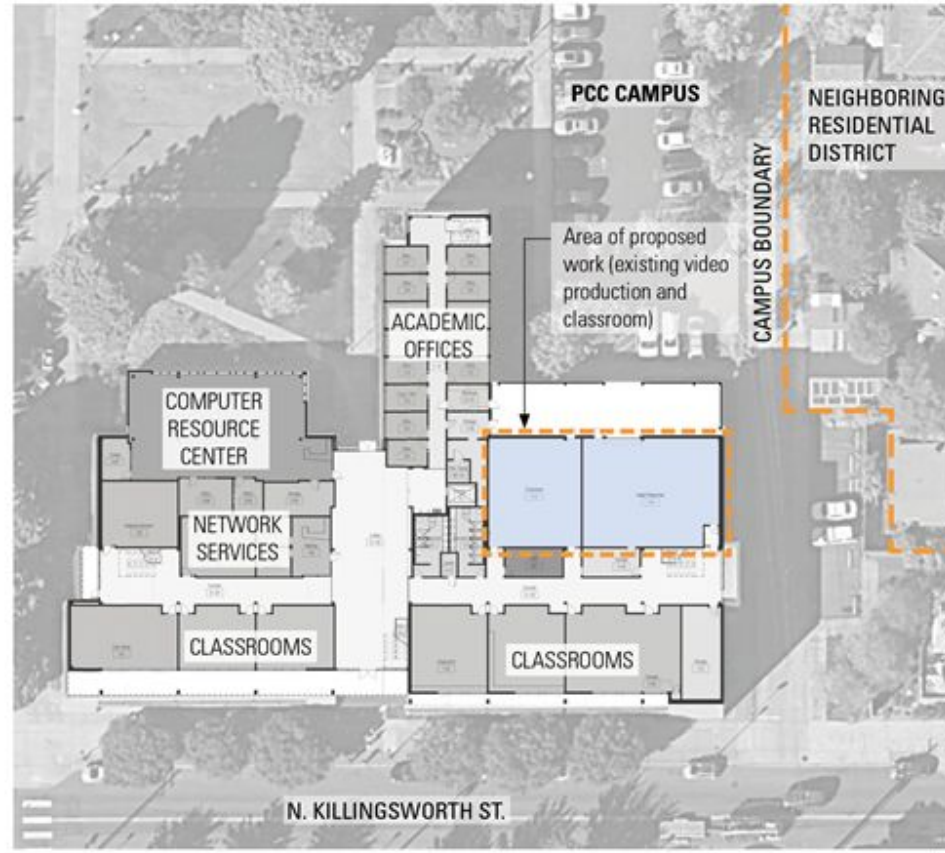 PCC CAMPUS
NEIGHBORING
RESIDENTIAL
DISTRICT
CAMPUS BOUNDARY
Area of proposed
work (existing video
production and
classroom)
ACADEMIC
OFFICES
COMPUTER
RESOURCE
CENTER
NETWORK
SERVICES
CLASSROOMS
CLASSROOMS
N. KILLINGSWORTH ST.